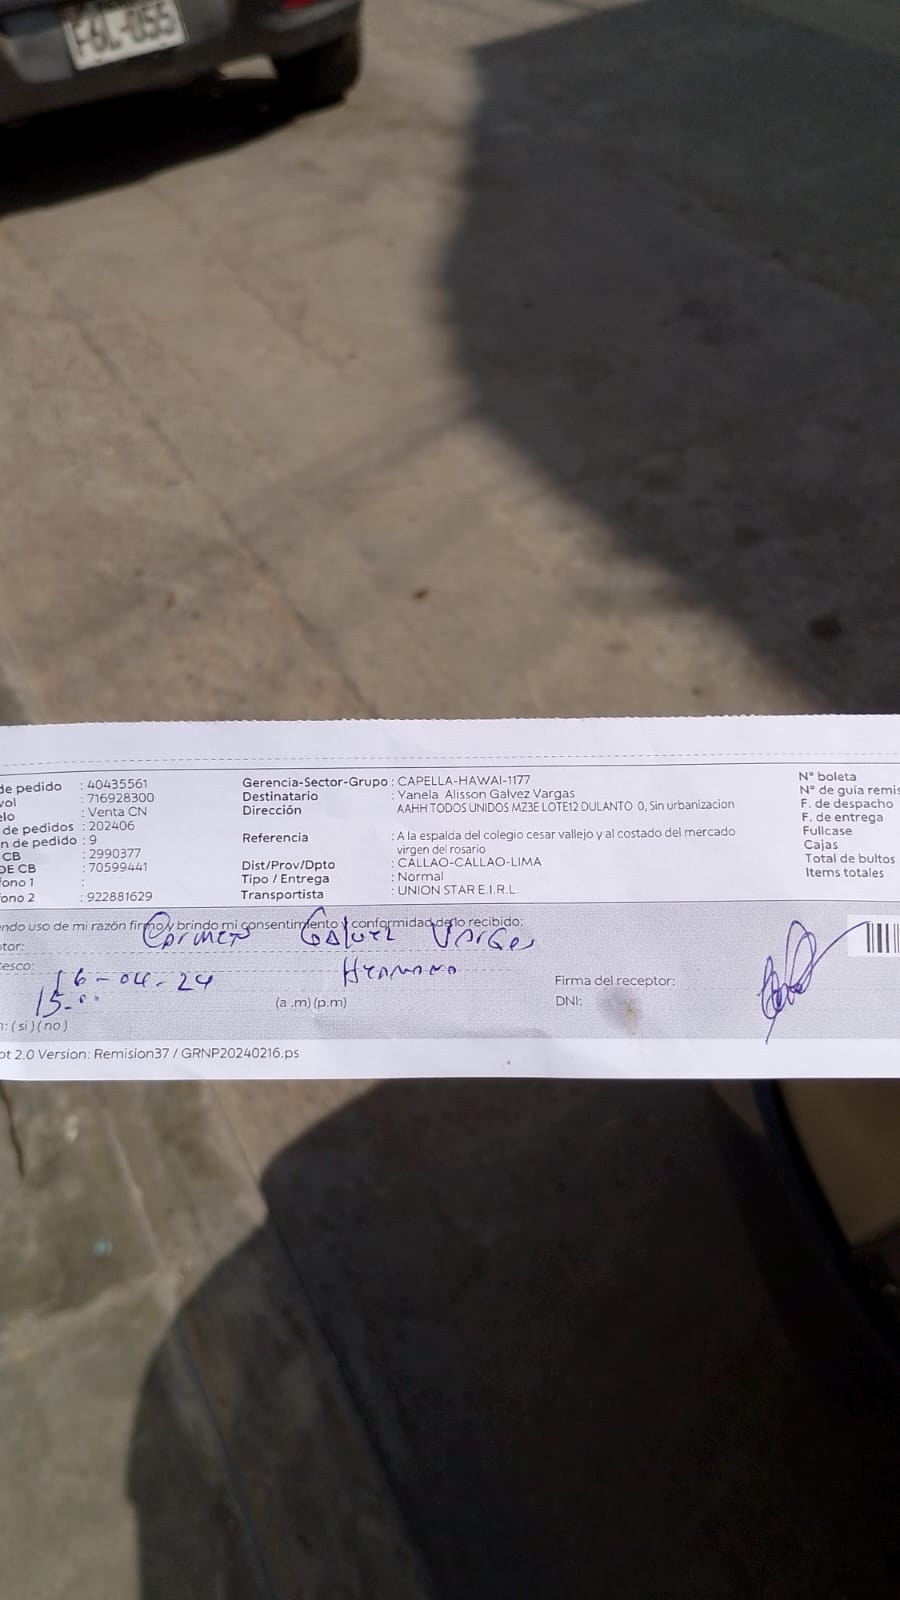 F6L-055
de pedido : 40435561
vol : 716928300
elo : Venta CN
de pedidos : 202406
n de pedido : 9
CB : 2990377
DE CB : 70599441
fono 1 :
fono 2 : 922881629
Gerencia-Sector-Grupo : CAPELLA-HAWAI-1177
Destinatario : Yanela Alisson Galvez Vargas
Dirección AAHH TODOS UNIDOS MZ3E LOTE12 DULANTO 0, Sin urbanizacion
Referencia : A la espalda del colegio cesar vallejo y al costado del mercado
virgen del rosario
Dist/Prov/Dpto : CALLAO-CALLAO-LIMA
Tipo / Entrega : Normal
Transportista : UNION STAR E.I.R.L.
N° boleta
N° de guía remis
F. de despacho
F. de entrega
Fullcase
Cajas
Total de bultos
Items totales
ndo uso de mi razón firmo y brindo mi consentimiento y conformidad de lo recibido:
tor: Carmen Galvez Vargas
esco: Hermana
16-04-24
15:00 (a .m) (p.m)
n: ( si ) ( no )
Firma del receptor:
DNI:
ot 2.0 Version: Remision37 / GRNP20240216.ps